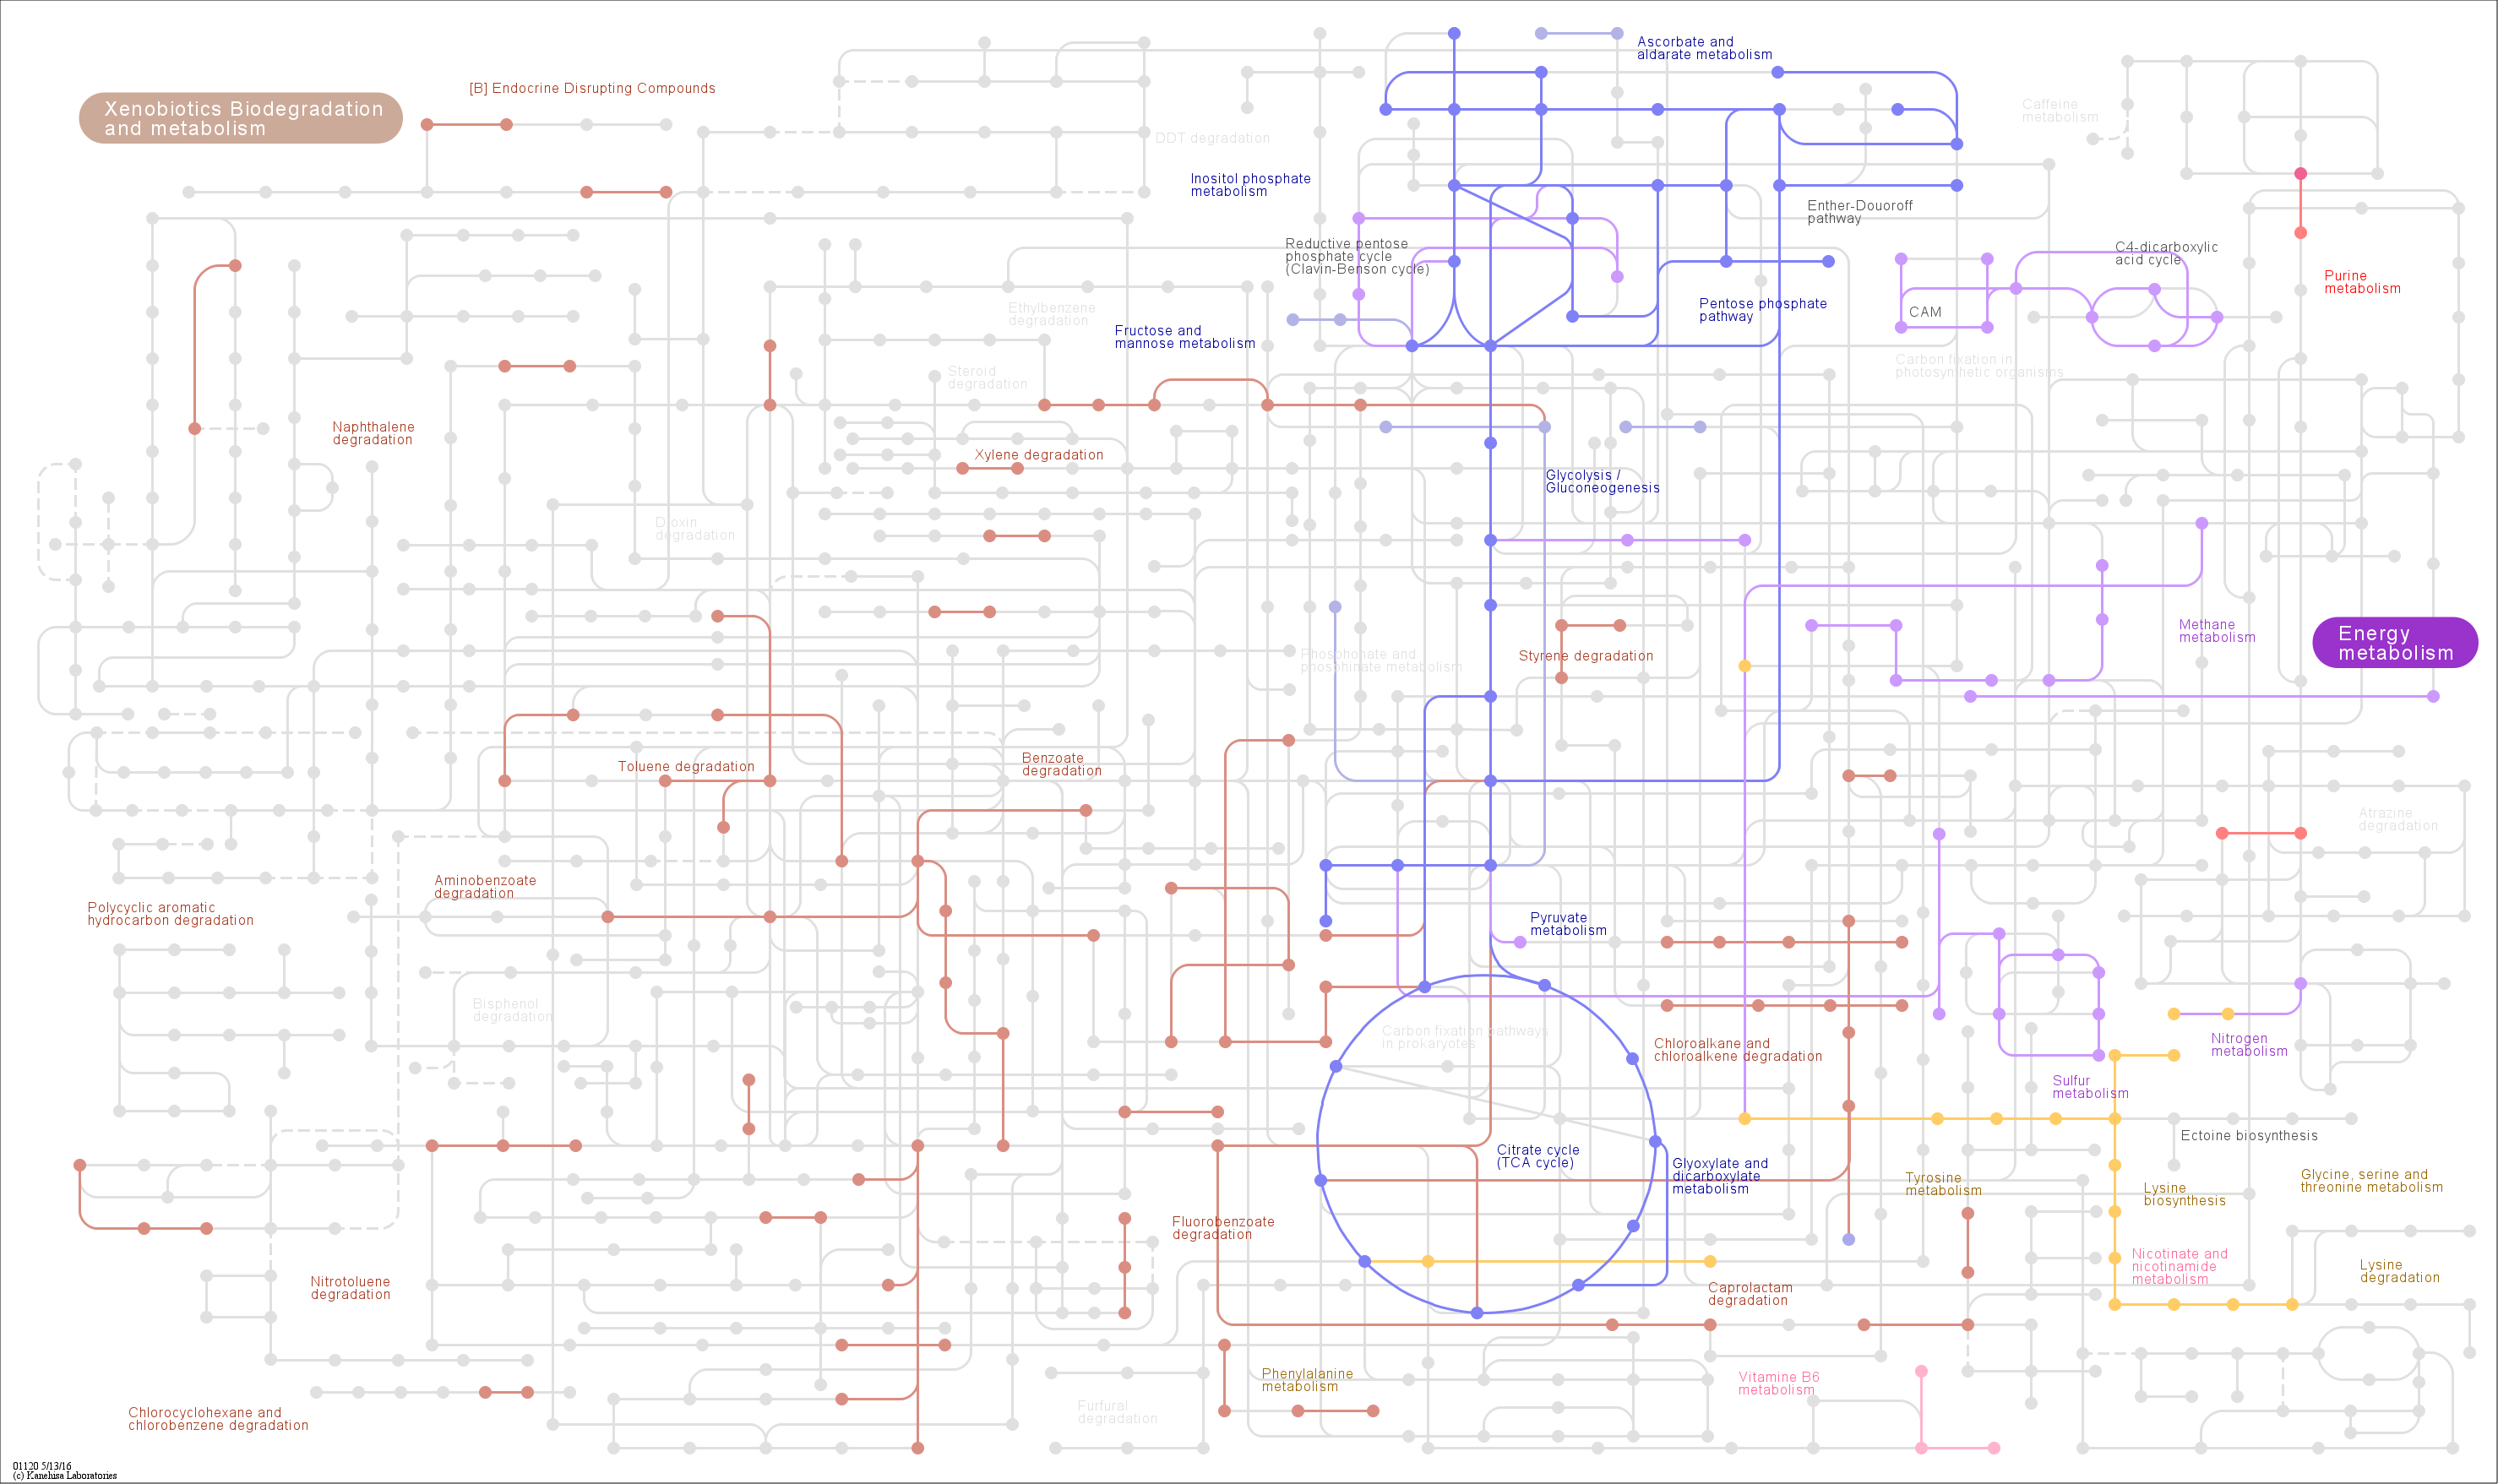 Ascorbate and
aldarate metabolism
[B] Endocrine Disrupting Compounds
Xenobiotics Biodegradation
and metabolism
Caffeine
metabolism
DDT degradation
Inositol phosphate
metabolism
Enther-Douoroff
pathway
Reductive pentose
phosphate cycle
(Clavin-Benson cycle)
C4-dicarboxylic
acid cycle
Purine
metabolism
Ethylbenzene
degradation
Pentose phosphate
pathway
CAM
Fructose and
mannose metabolism
Carbon fixation in
photosynthetic organisms
Steroid
degradation
Naphthalene
degradation
Xylene degradation
Glycolysis /
Gluconeogenesis
Dioxin
degradation
Methane
metabolism
Energy
metabolism
Phosphonate and
phosphinate metabolism
Styrene degradation
Toluene degradation
Benzoate
degradation
Atrazine
degradation
Aminobenzoate
degradation
Polycyclic aromatic
hydrocarbon degradation
Pyruvate
metabolism
Bisphenol
degradation
Carbon fixation pathways
in prokaryotes
Chloroalkane and
chloroalkene degradation
Nitrogen
metabolism
Sulfur
metabolism
Ectoine biosynthesis
Citrate cycle
(TCA cycle)
Glyoxylate and
dicarboxylate
metabolism
Tyrosine
metabolism
Lysine
biosynthesis
Glycine, serine and
threonine metabolism
Fluorobenzoate
degradation
Nicotinate and
nicotinamide
metabolism
Lysine
degradation
Nitrotoluene
degradation
Caprolactam
degradation
Phenylalanine
metabolism
Vitamine B6
metabolism
Furfural
degradation
Chlorocyclohexane and
chlorobenzene degradation
01120 5/13/16
(c) Kanehisa Laboratories